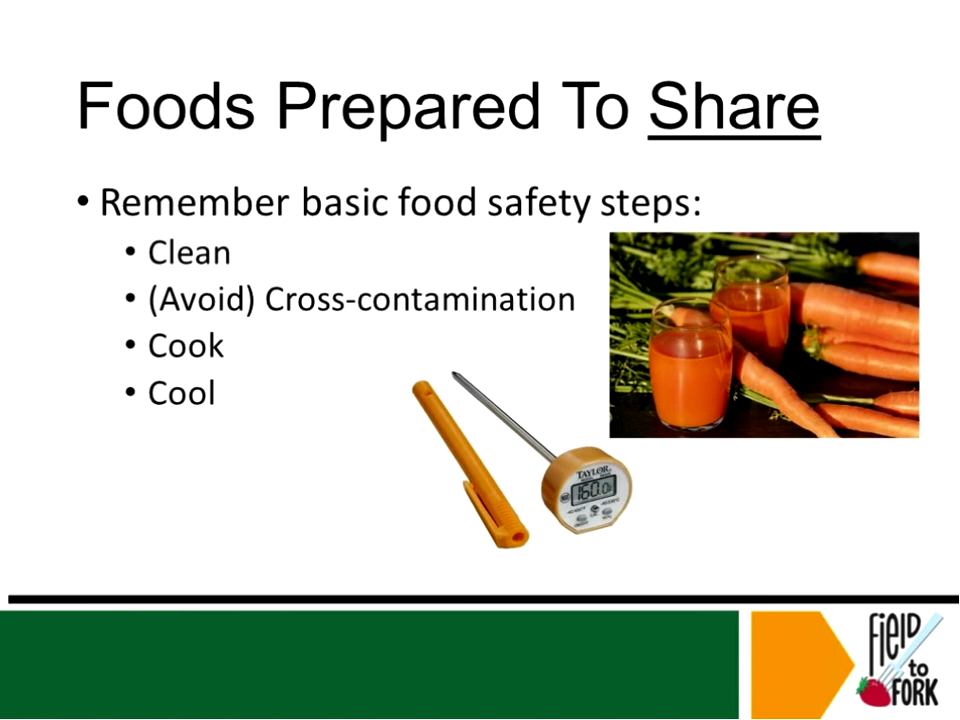 Foods Prepared To Share
• Remember basic food safety steps:
• Clean
• (Avoid) Cross-contamination
• Cook
• Cool
TAYLOR
160.0
FiELD
to
FORK